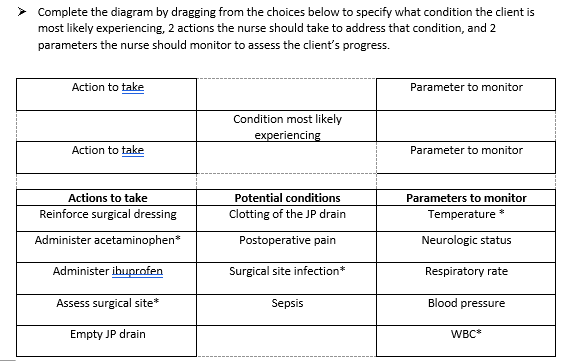 ➤ Complete the diagram by dragging from the choices below to specify what condition the client is
most likely experiencing, 2 actions the nurse should take to address that condition, and 2
parameters the nurse should monitor to assess the client's progress.
Action to take Parameter to monitor
Condition most likely
experiencing
Action to take Parameter to monitor
Actions to take Potential conditions Parameters to monitor
Reinforce surgical dressing Clotting of the JP drain Temperature *
Administer acetaminophen* Postoperative pain Neurologic status
Administer ibuprofen Surgical site infection* Respiratory rate
Assess surgical site* Sepsis Blood pressure
Empty JP drain WBC*